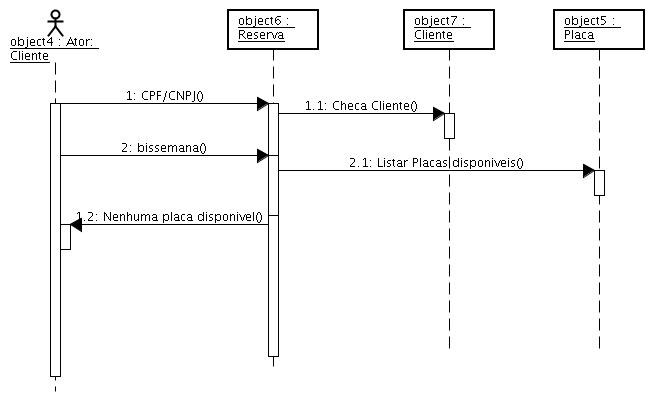 object4 : Ator:
Cliente
object6 :
Reserva
object7 :
Cliente
object5 :
Placa
1: CPF/CNPJ()
1.1: Checa Cliente()
2: bissemana()
2.1: Listar Placas disponiveis()
1.2: Nenhuma placa disponivel()